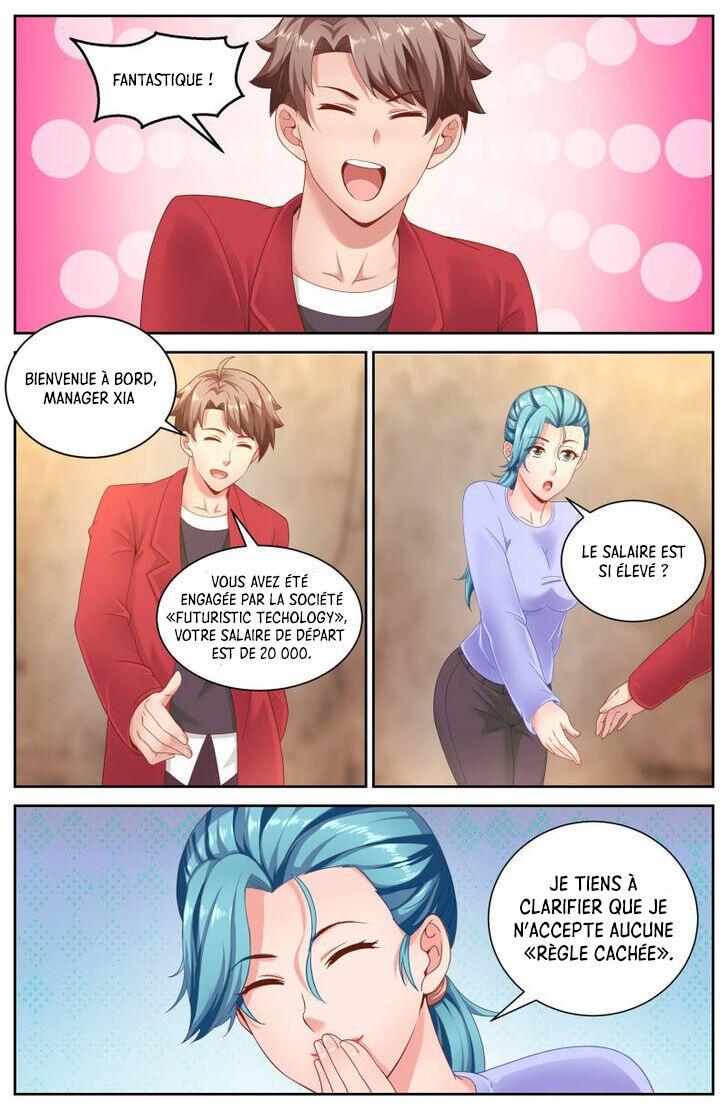 FANTASTIQUE !
BIENVENUE À BORD,
MANAGER XIA
VOUS AVEZ ÉTÉ
ENGAGÉE PAR LA SOCIÉTÉ
«FUTURISTIC TECHOLOGY»,
VOTRE SALAIRE DE DÉPART
EST DE 20 000.
LE SALAIRE EST
SI ÉLEVÉ ?
JE TIENS À
CLARIFIER QUE JE
N'ACCEPTE AUCUNE
«RÈGLE CACHÉE».